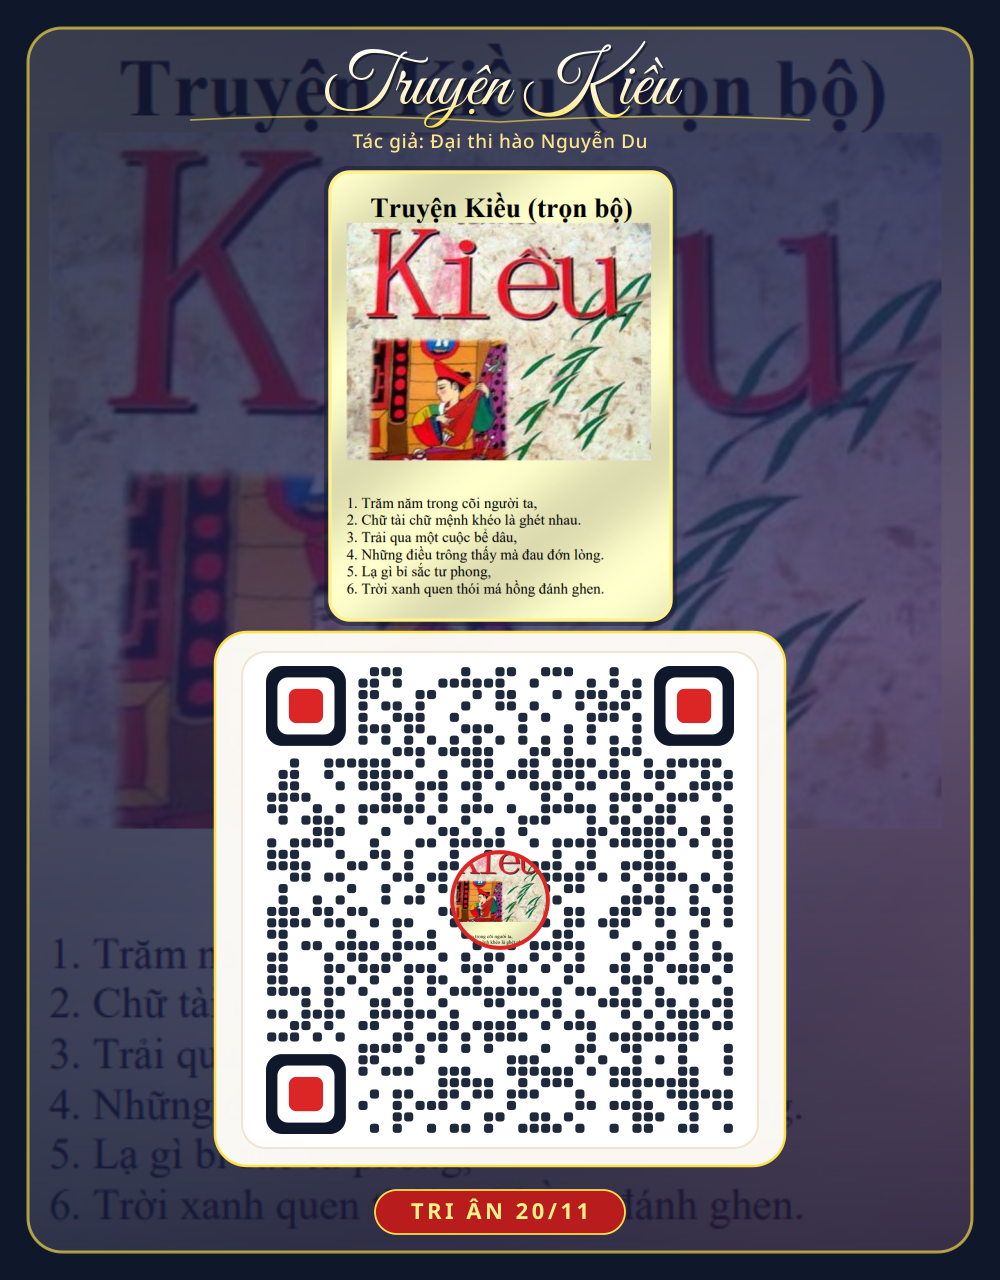 Truyện Kiều
Tác giả: Đại thi hào Nguyễn Du
Truyện Kiều (trọn bộ)
Kiều
1. Trăm năm trong cõi người ta,
2. Chữ tài chữ mệnh khéo là ghét nhau.
3. Trải qua một cuộc bể dâu,
4. Những điều trông thấy mà đau đớn lòng.
5. Lạ gì bỉ sắc tư phong,
6. Trời xanh quen thói má hồng đánh ghen.
TRI ÂN 20/11